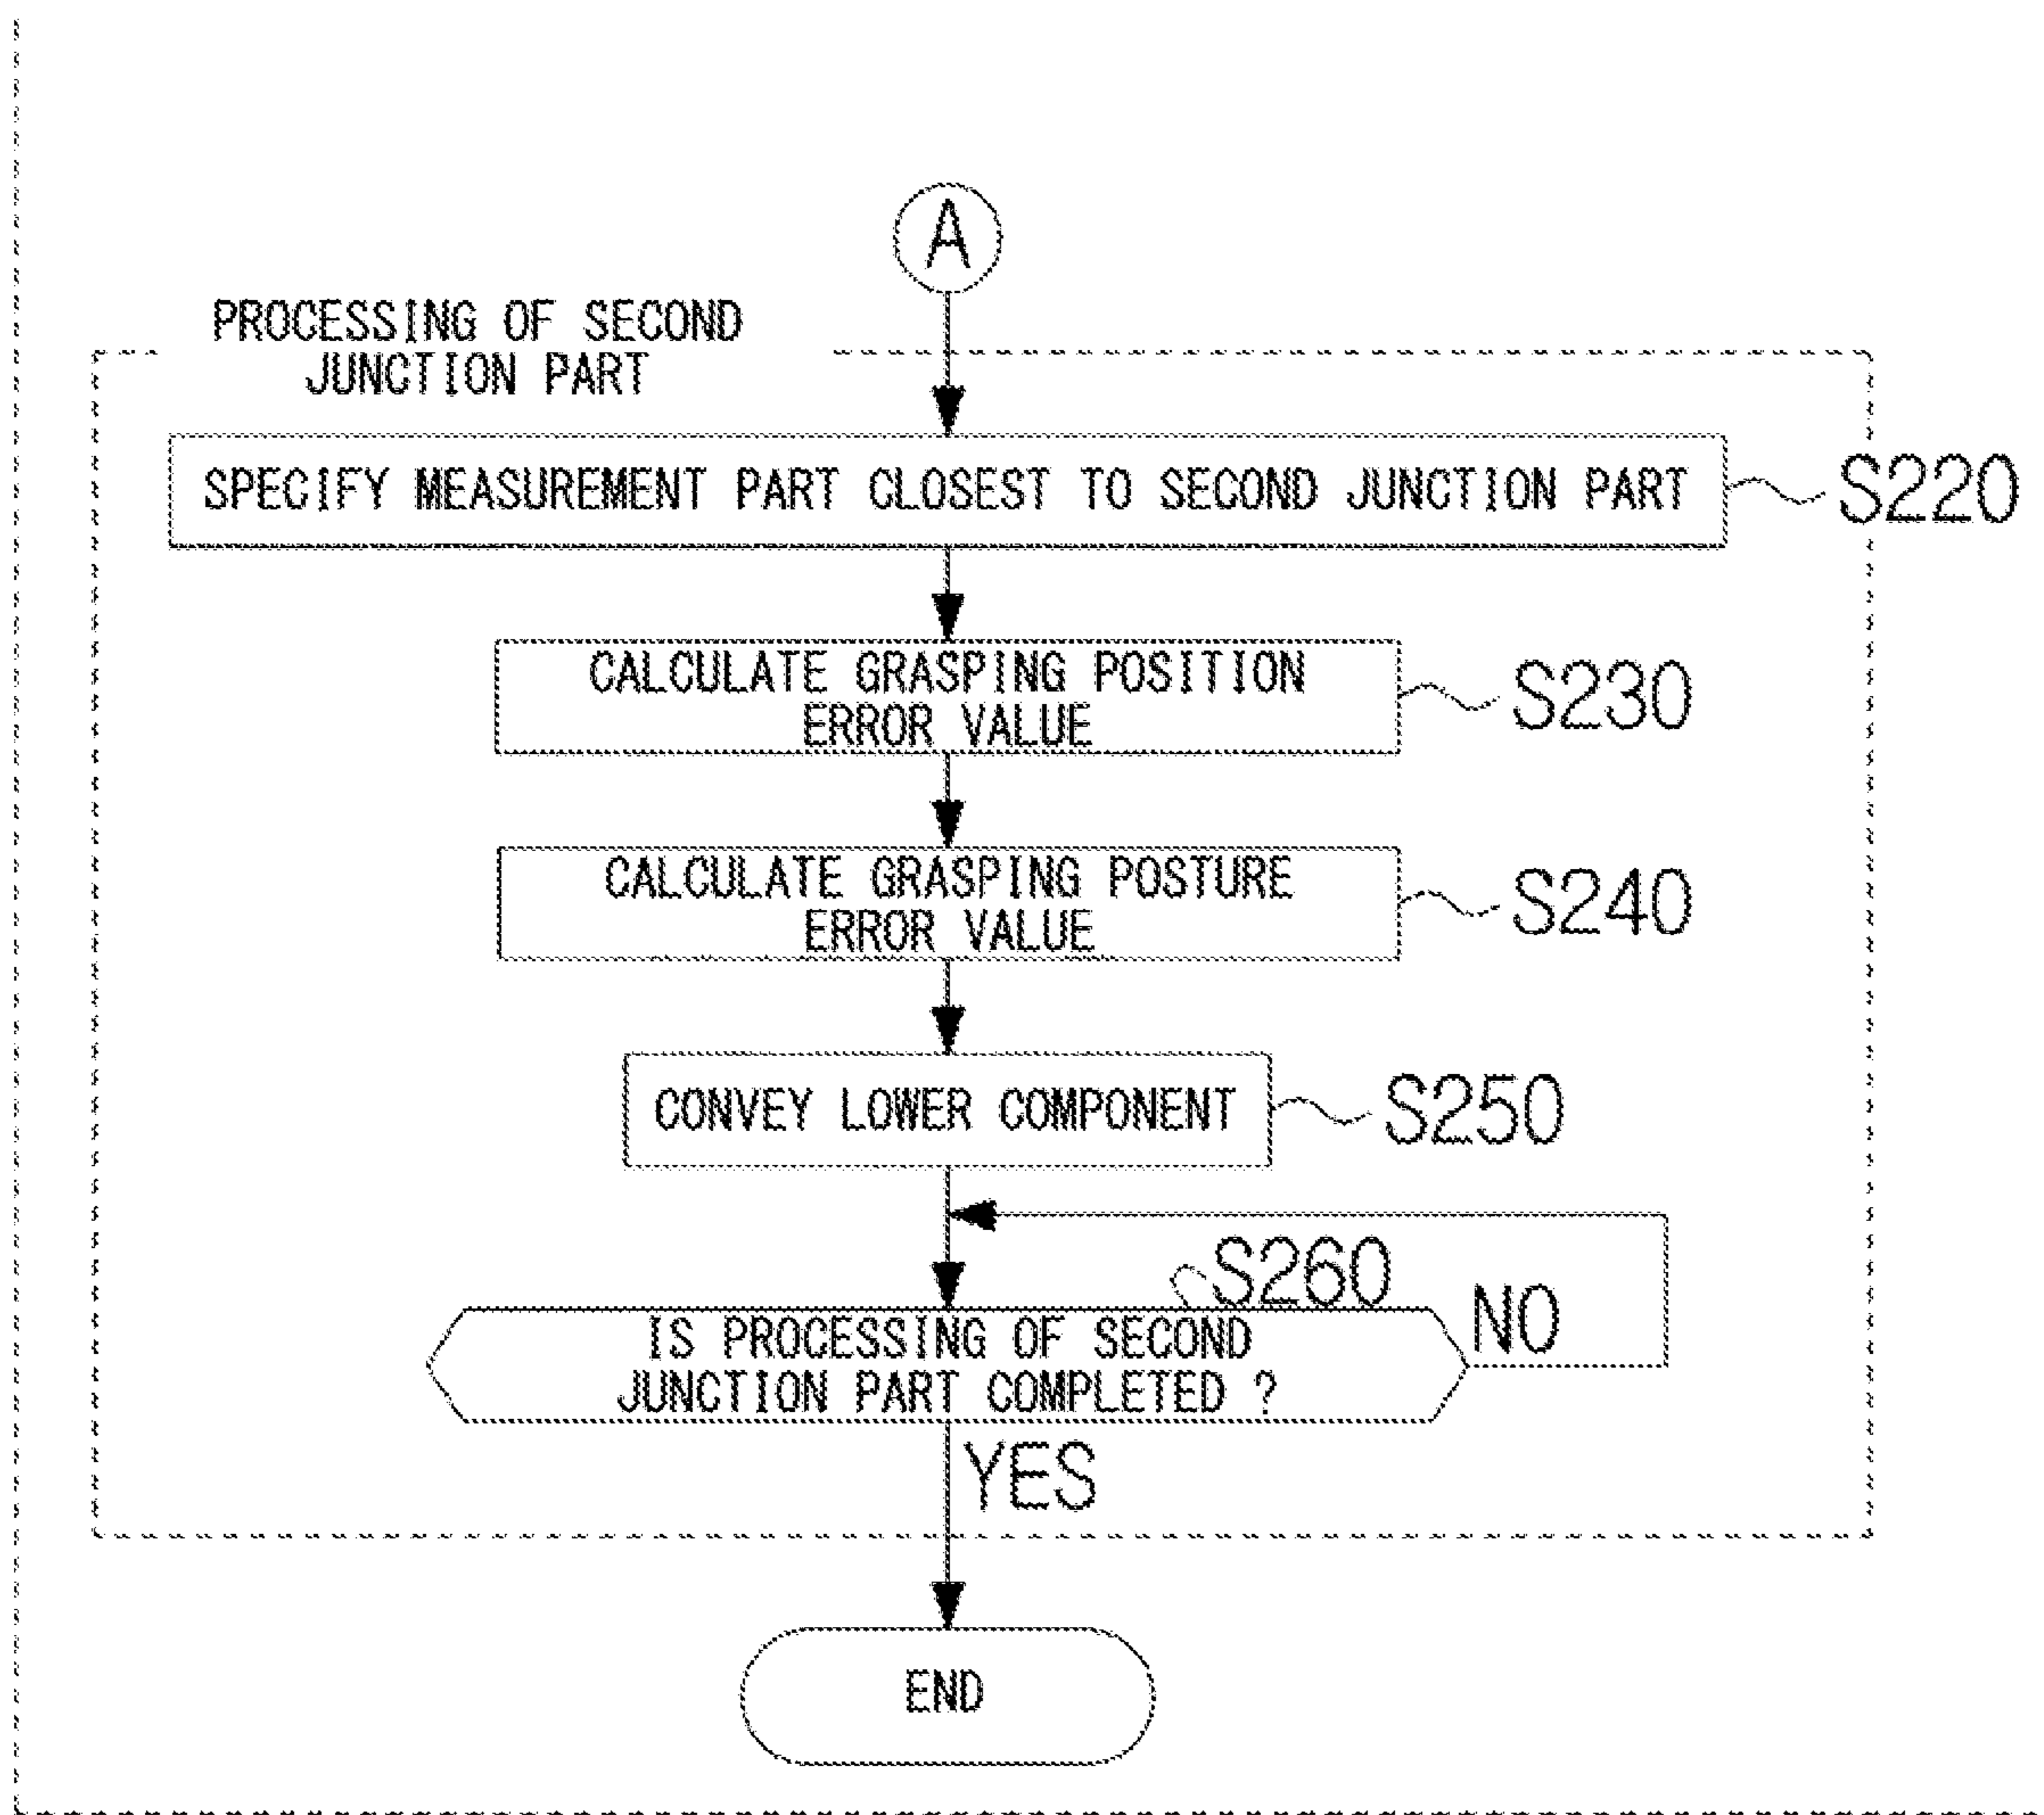 A
PROCESSING OF SECOND
JUNCTION PART
SPECIFY MEASUREMENT PART CLOSEST TO SECOND JUNCTION PART
S220
CALCULATE GRASPING POSITION
ERROR VALUE
S230
CALCULATE GRASPING POSTURE
ERROR VALUE
S240
CONVEY LOWER COMPONENT
S250
S260
IS PROCESSING OF SECOND
JUNCTION PART COMPLETED ?
NO
YES
END